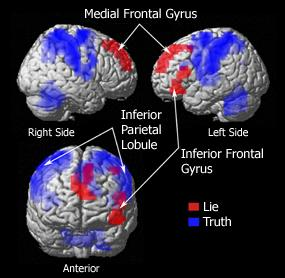 Medial Frontal Gyrus
Right Side
Left Side
Inferior
Parietal
Lobule
Inferior Frontal
Gyrus
Lie
Truth
Anterior